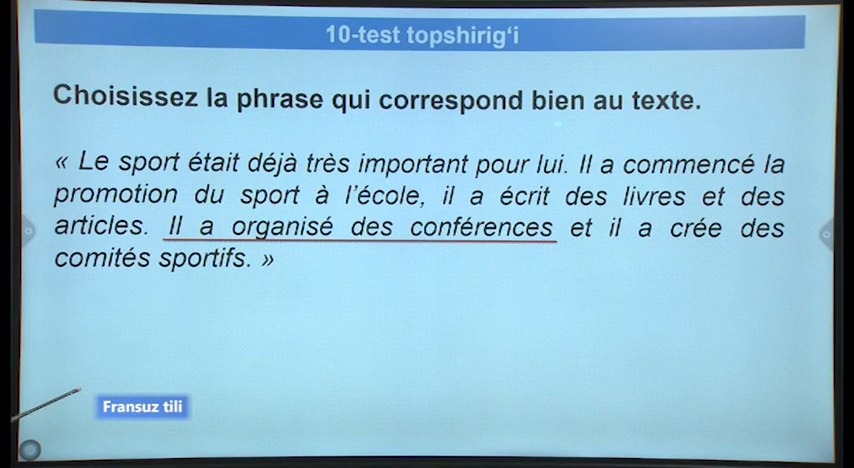 10-test topshirig‘i
Choisissez la phrase qui correspond bien au texte.
« Le sport était déjà très important pour lui. Il a commencé la
promotion du sport à l’école, il a écrit des livres et des
articles. Il a organisé des conférences et il a crée des
comités sportifs. »
Fransuz tili